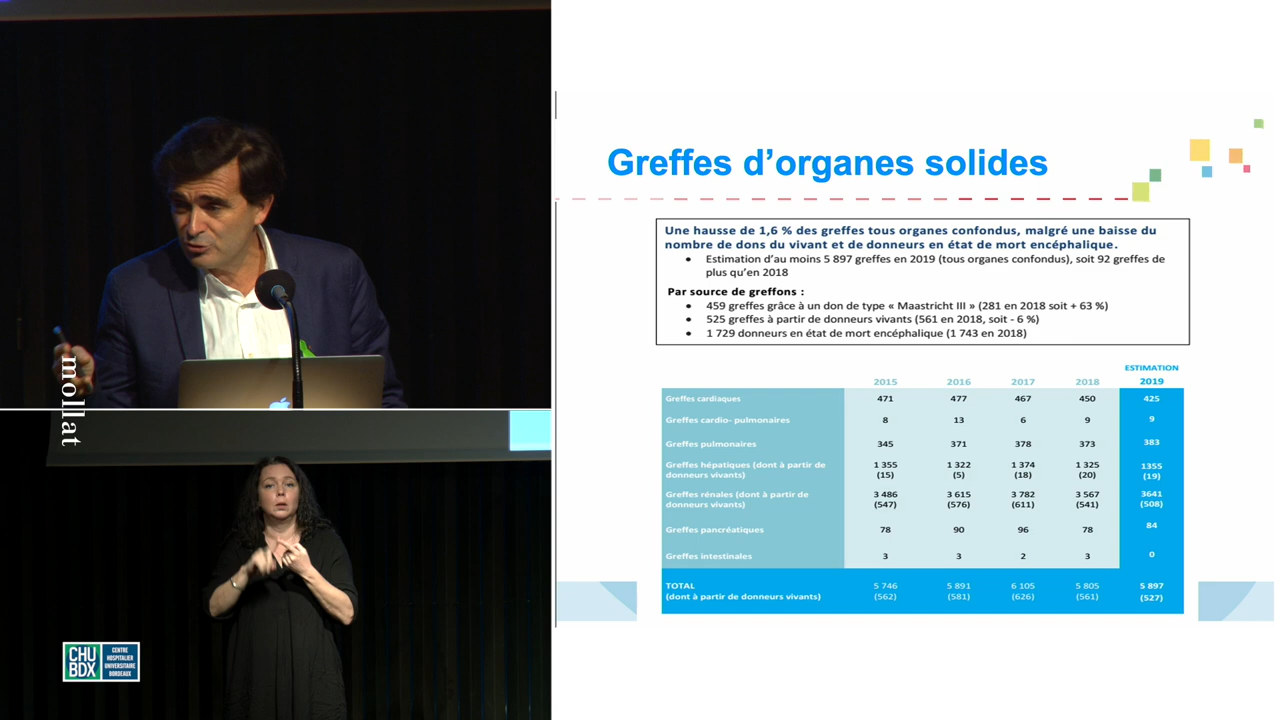 mollat
CHU
BDX
CENTRE
HOSPITALIER
UNIVERSITAIRE
BORDEAUX
Greffes d'organes solides
Une hausse de 1,6 % des greffes tous organes confondus, malgré une baisse du
nombre de dons du vivant et de donneurs en état de mort encéphalique.
• Estimation d'au moins 5 897 greffes en 2019 (tous organes confondus), soit 92 greffes de
plus qu'en 2018
Par source de greffons :
• 459 greffes grâce à un don de type « Maastricht III » (281 en 2018 soit + 63 %)
• 525 greffes à partir de donneurs vivants (561 en 2018, soit - 6 %)
• 1 729 donneurs en état de mort encéphalique (1 743 en 2018)
ESTIMATION
2015 2016 2017 2018 2019
Greffes cardiaques 471 477 467 450 425
Greffes cardio- pulmonaires 8 13 6 9 9
Greffes pulmonaires 345 371 378 373 383
Greffes hépatiques (dont à partir de 1 355 1 322 1 374 1 325 1355
donneurs vivants) (15) (5) (18) (20) (19)
Greffes rénales (dont à partir de 3 486 3 615 3 782 3 567 3641
donneurs vivants) (547) (576) (611) (541) (508)
Greffes pancréatiques 78 90 96 78 84
Greffes intestinales 3 3 2 3 0
TOTAL 5 746 5 891 6 105 5 805 5 897
(dont à partir de donneurs vivants) (562) (581) (626) (561) (527)